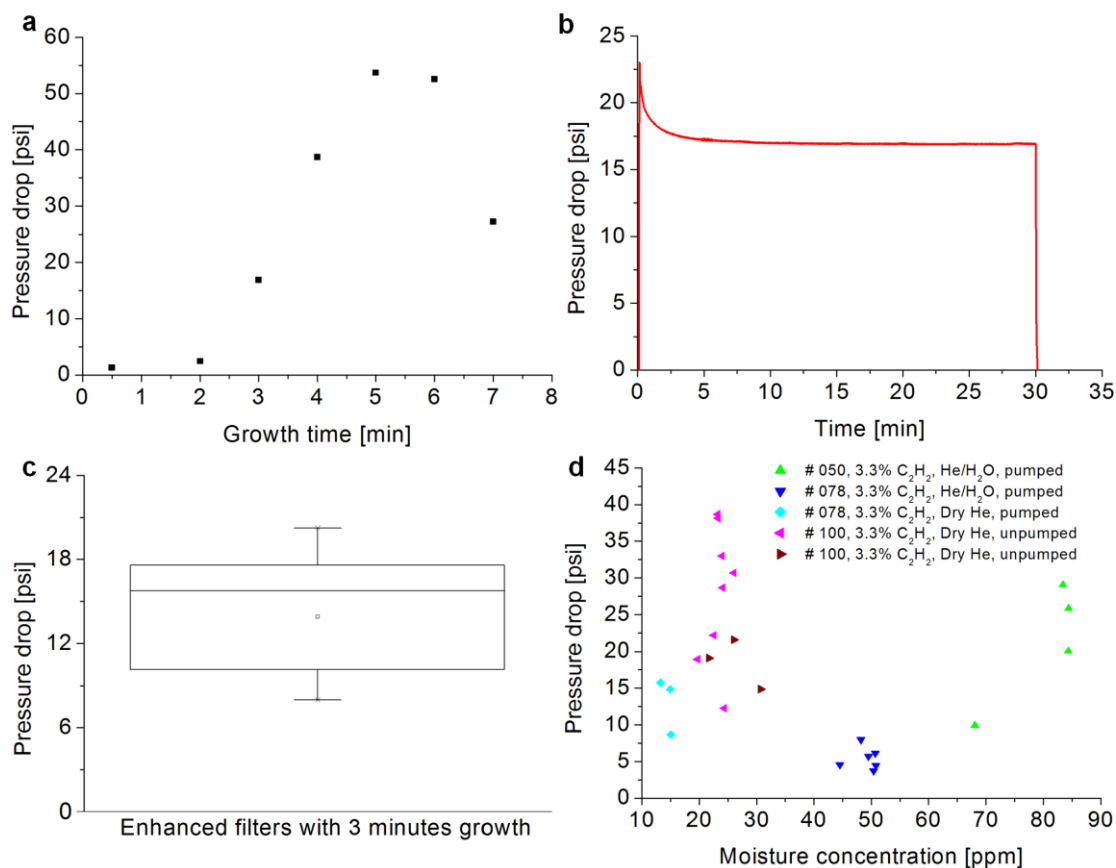 a
60
50
40
30
20
10
0
Pressure drop [psi]
0 1 2 3 4 5 6 7 8
Growth time [min]
b
25
20
15
10
5
0
Pressure drop [psi]
0 5 10 15 20 25 30 35
Time [min]
c
24
18
12
6
0
Pressure drop [psi]
Enhanced filters with 3 minutes growth
d
45
40
35
30
25
20
15
10
5
0
Pressure drop [psi]
# 050, 3.3% C₂H₂, He/H₂O, pumped
# 078, 3.3% C₂H₂, He/H₂O, pumped
# 078, 3.3% C₂H₂, Dry He, pumped
# 100, 3.3% C₂H₂, Dry He, unpumped
# 100, 3.3% C₂H₂, Dry He, unpumped
10 20 30 40 50 60 70 80 90
Moisture concentration [ppm]